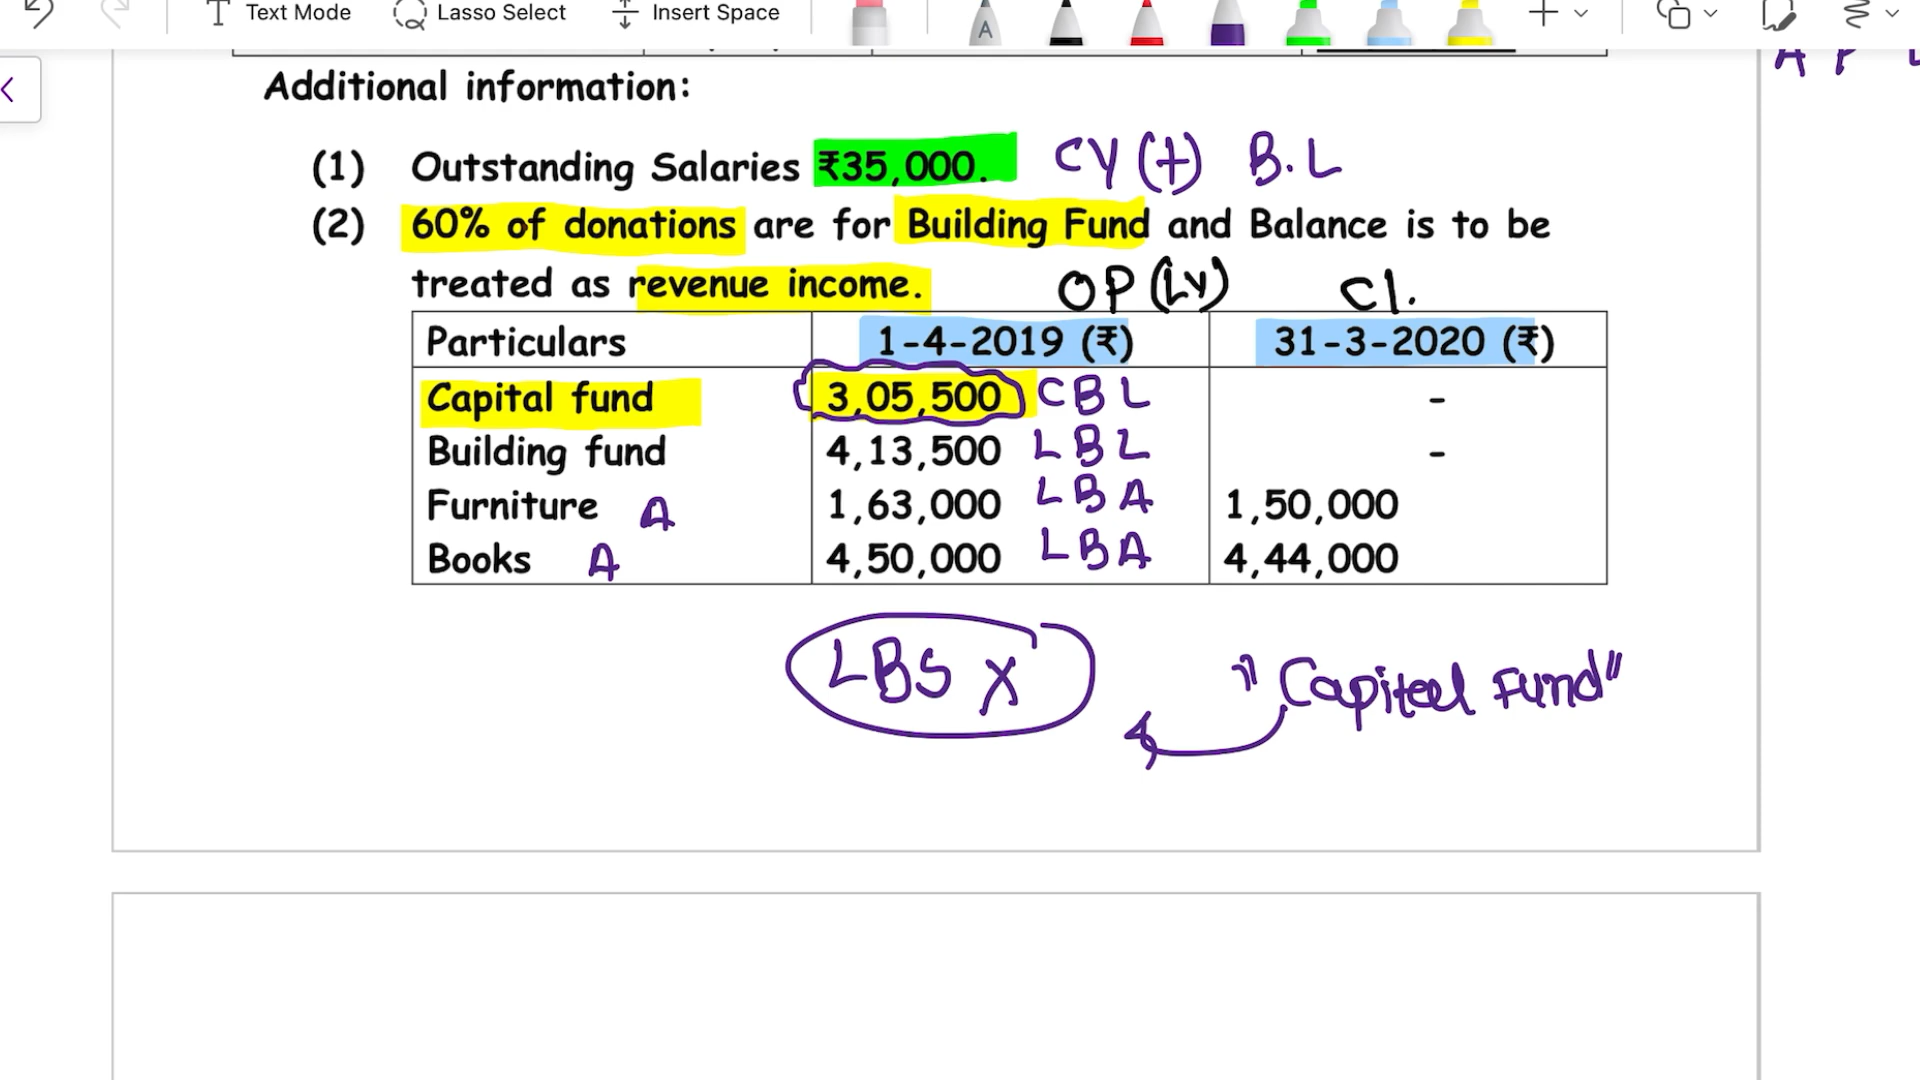 Text Mode Lasso Select Insert Space
A
A P
Additional information:
(1) Outstanding Salaries ₹35,000. CY (+) B.L
(2) 60% of donations are for Building Fund and Balance is to be
treated as revenue income. OP (LY) Cl.
Particulars 1-4-2019 (₹) 31-3-2020 (₹)
Capital fund 3,05,500 CBL -
Building fund 4,13,500 LBL -
Furniture A 1,63,000 LBA 1,50,000
Books A 4,50,000 LBA 4,44,000
LBS X
"Capital Fund"